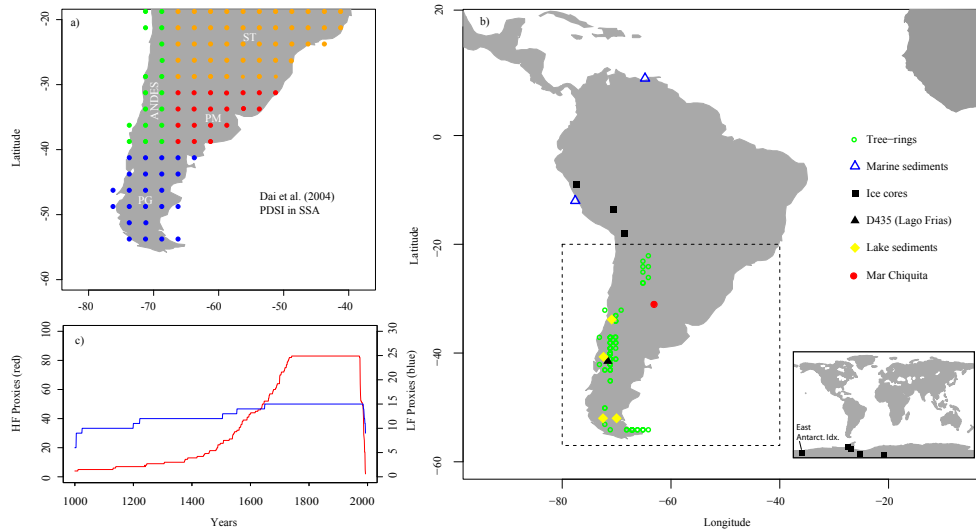 a)
ST
ANDES
PM
PG
Dai et al. (2004)
PDSI in SSA
Latitude
-20
-30
-40
-50
-60
-80
-70
-60
-50
-40
c)
HF Proxies (red)
0
20
40
60
80
100
LF Proxies (blue)
0
5
10
15
20
25
30
1000
1200
1400
1600
1800
2000
Years
b)
Latitude
20
0
-20
-40
-60
-80
-60
-40
-20
Longitude
Tree-rings
Marine sediments
Ice cores
D435 (Lago Frias)
Lake sediments
Mar Chiquita
East
Antarct. Idx.